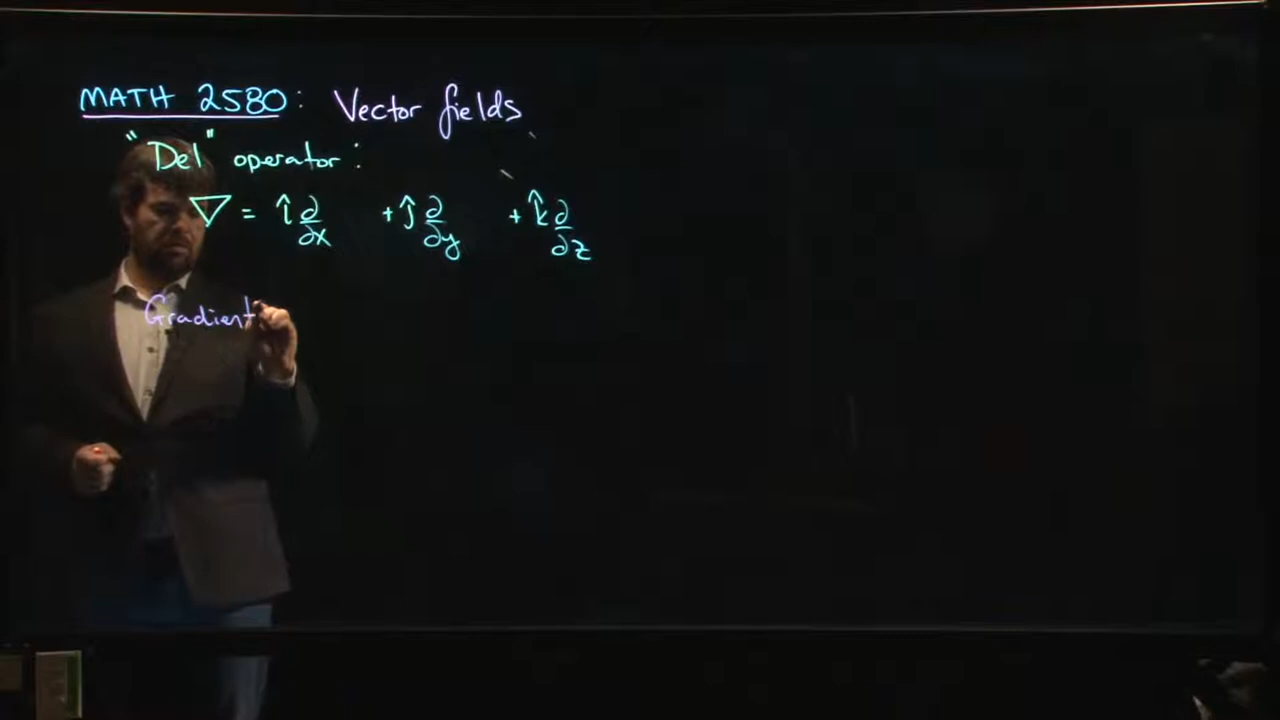 MATH 2580: Vector fields
"Del" operator:
∇ = î ∂/∂x + ĵ ∂/∂y + k̂ ∂/∂z
Gradient